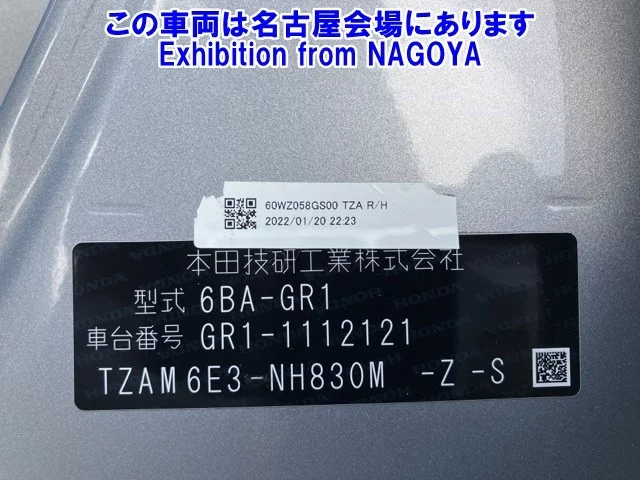 この車両は名古屋会場にあります
Exhibition from NAGOYA
60WZ058GS00 TZA R/H
2022/01/20 22:23
本田技研工業株式会社
型式 6BA-GR1
車台番号 GR1-1112121
TZAM6E3-NH830M -Z -S